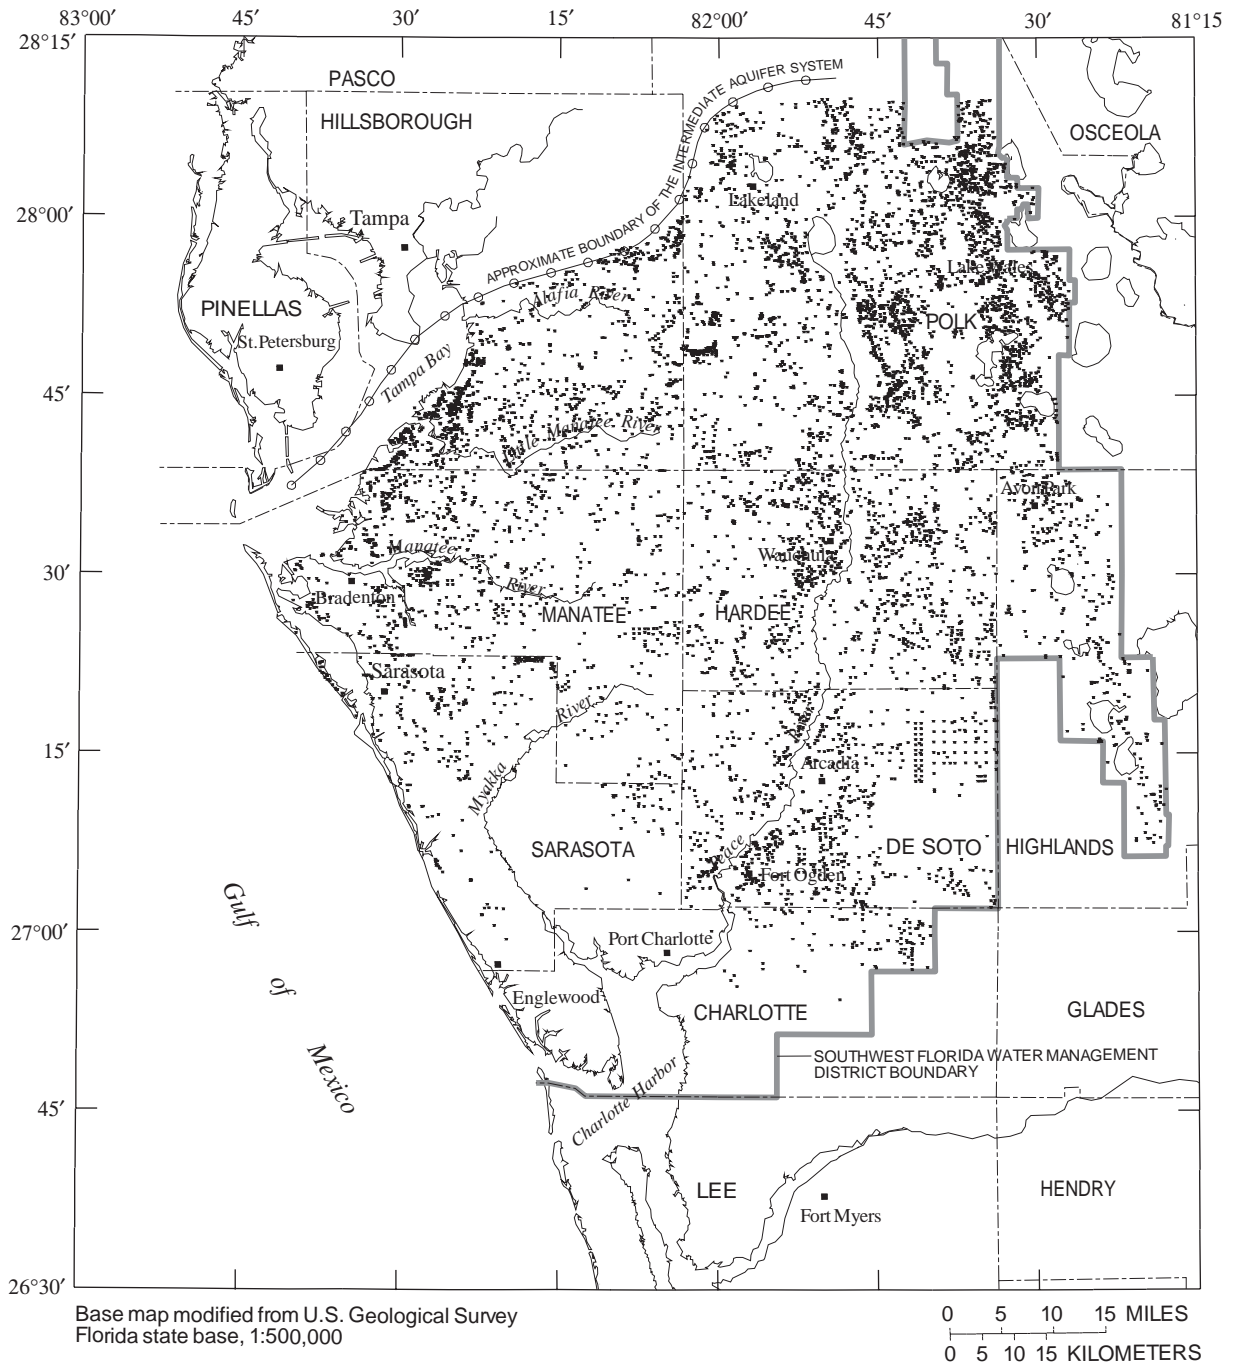 83°00′ 45′ 30′ 15′ 82°00′ 45′ 30′ 81°15
28°15′
PASCO
APPROXIMATE BOUNDARY OF THE INTERMEDIATE AQUIFER SYSTEM
HILLSBOROUGH
OSCEOLA
Lakeland
28°00′
Tampa
Lake Wales
Alafia River
PINELLAS
POLK
St. Petersburg
Tampa Bay
45′
Little Manatee River
Avon Park
Manatee
River
Wauchula
30′
Bradenton
MANATEE
HARDEE
Sarasota
River
Peace
15′
Myakka
Arcadia
SARASOTA
Peace
DE SOTO
HIGHLANDS
Fort Ogden
Gulf
of
Mexico
27°00′
Port Charlotte
Englewood
CHARLOTTE
GLADES
SOUTHWEST FLORIDA WATER MANAGEMENT
DISTRICT BOUNDARY
45′
Charlotte Harbor
LEE
HENDRY
Fort Myers
26°30′
Base map modified from U.S. Geological Survey
Florida state base, 1:500,000
0 5 10 15 MILES
0 5 10 15 KILOMETERS